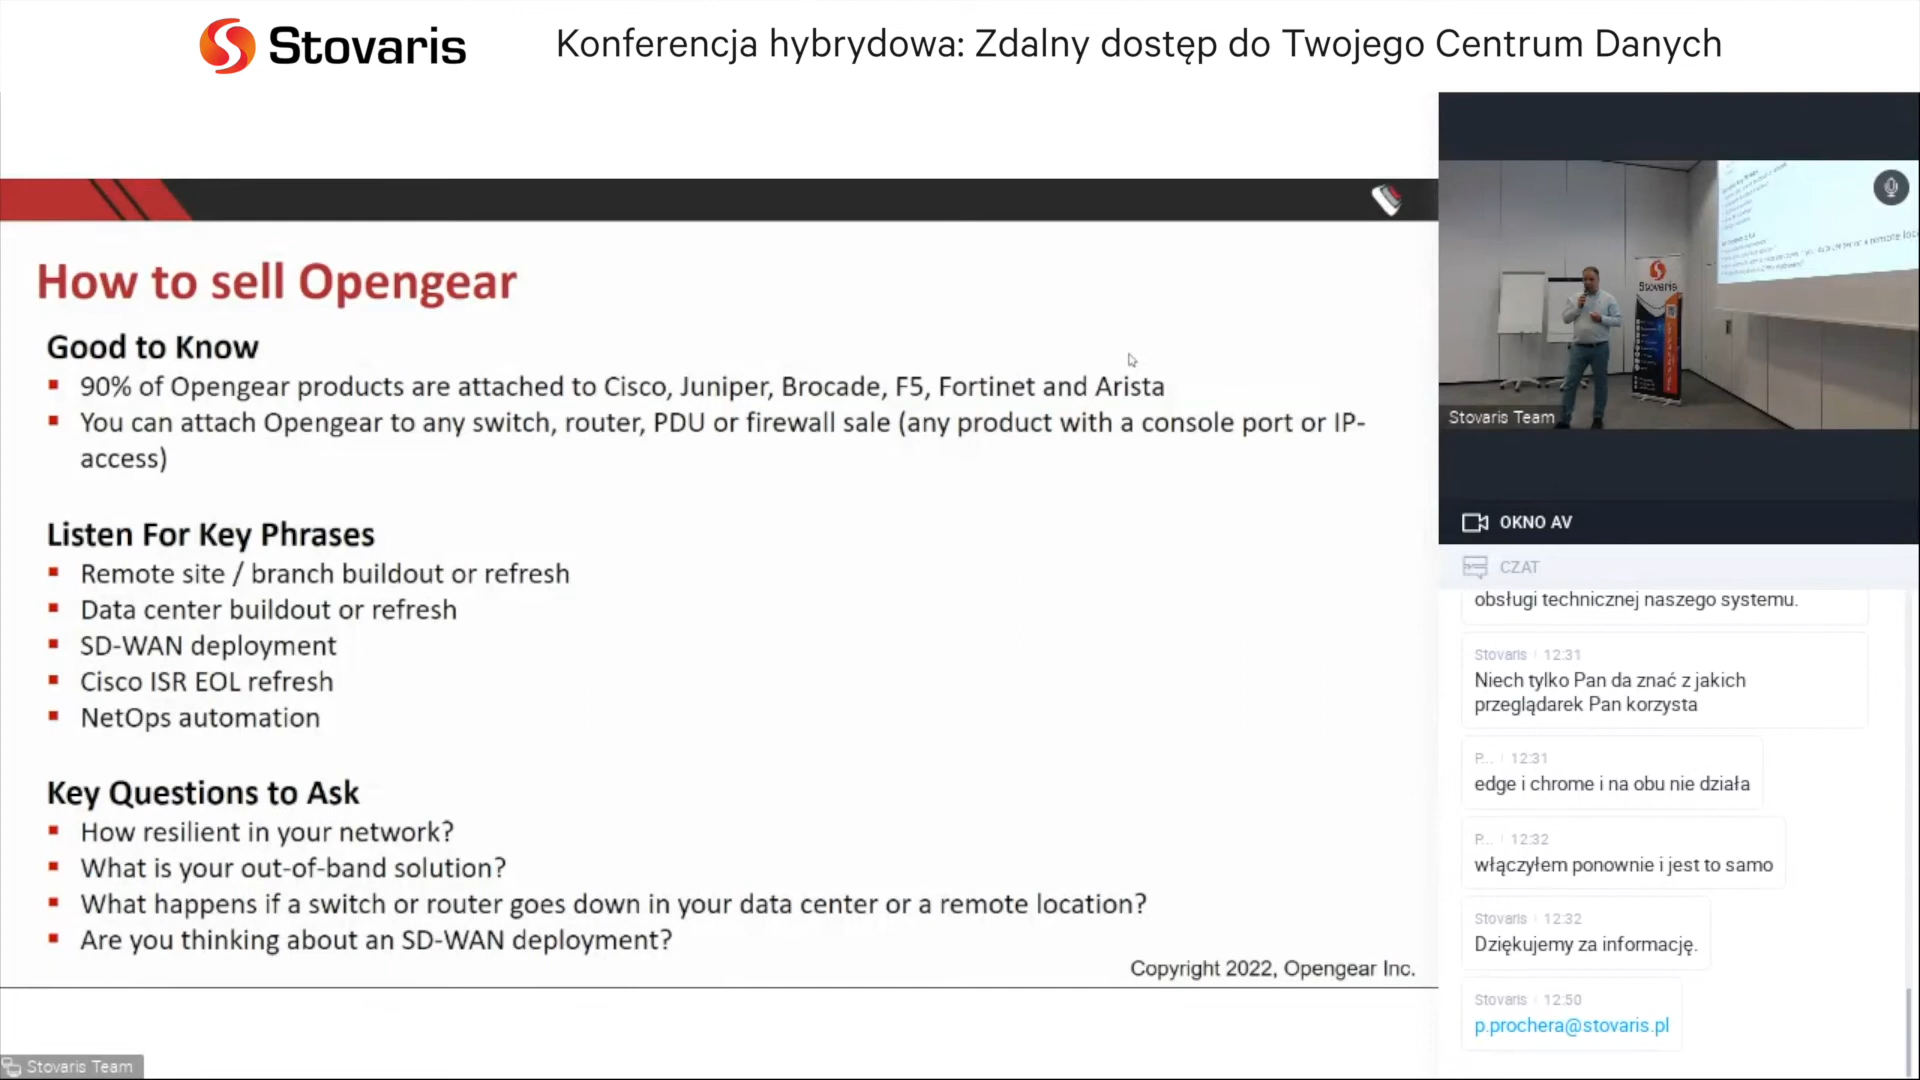 Stovaris
Konferencja hybrydowa: Zdalny dostęp do Twojego Centrum Danych
How to sell Opengear
Good to Know
90% of Opengear products are attached to Cisco, Juniper, Brocade, F5, Fortinet and Arista
You can attach Opengear to any switch, router, PDU or firewall sale (any product with a console port or IP-
access)
Listen For Key Phrases
Remote site / branch buildout or refresh
Data center buildout or refresh
SD-WAN deployment
Cisco ISR EOL refresh
NetOps automation
Key Questions to Ask
How resilient in your network?
What is your out-of-band solution?
What happens if a switch or router goes down in your data center or a remote location?
Are you thinking about an SD-WAN deployment?
Copyright 2022, Opengear Inc.
Stovaris Team
Stovaris
Stovaris Team
OKNO AV
CZAT
obsługi technicznej naszego systemu.
Stovaris 12:31
Niech tylko Pan da znać z jakich
przeglądarek Pan korzysta
P... 12:31
edge i chrome i na obu nie działa
P... 12:32
włączyłem ponownie i jest to samo
Stovaris 12:32
Dziękujemy za informację.
Stovaris 12:50
p.prochera@stovaris.pl